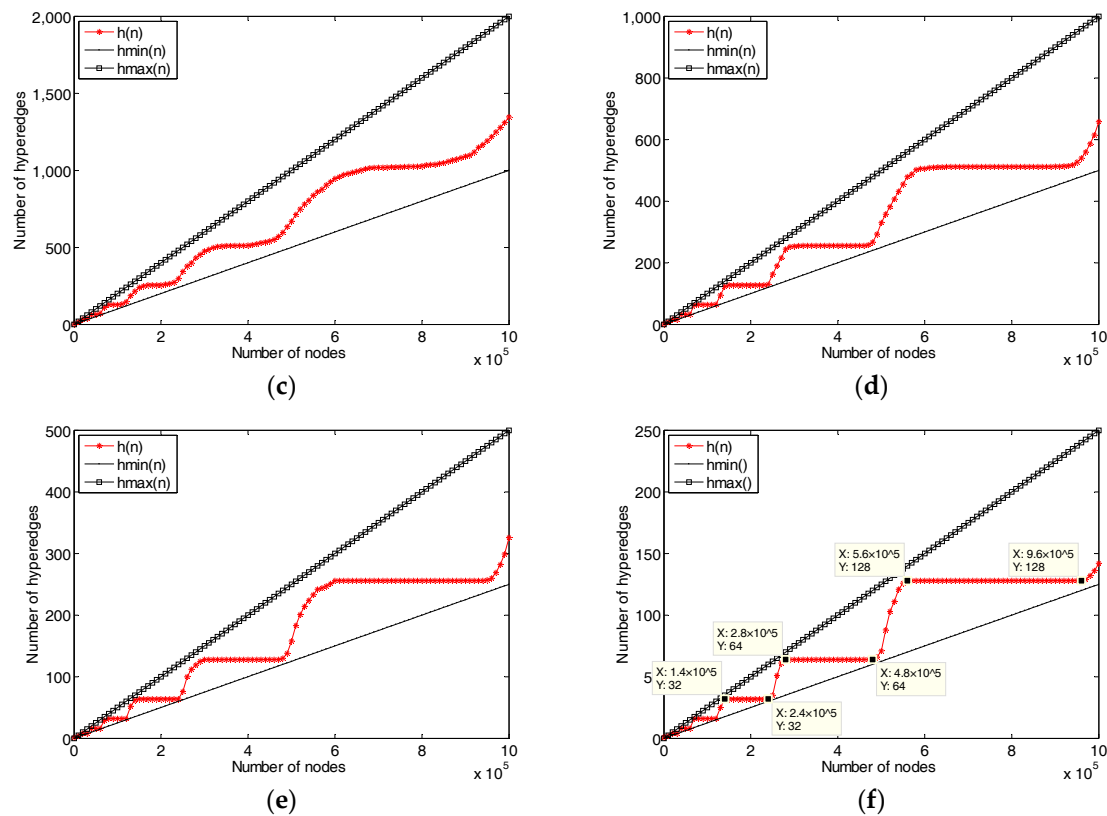 2,000
1,500
1,000
500
0
Number of hyperedges
h(n)
hmin(n)
hmax(n)
0 2 4 6 8 10
x 10^5
Number of nodes
(c)
1,000
800
600
400
200
0
Number of hyperedges
h(n)
hmin(n)
hmax(n)
0 2 4 6 8 10
x 10^5
Number of nodes
(d)
500
400
300
200
100
0
Number of hyperedges
h(n)
hmin(n)
hmax(n)
0 2 4 6 8 10
x 10^5
Number of nodes
(e)
250
200
150
100
50
0
Number of hyperedges
h(n)
hmin()
hmax()
X: 5.6×10^5
Y: 128
X: 9.6×10^5
Y: 128
X: 2.8×10^5
Y: 64
X: 4.8×10^5
Y: 64
X: 1.4×10^5
Y: 32
X: 2.4×10^5
Y: 32
0 2 4 6 8 10
x 10^5
Number of nodes
(f)